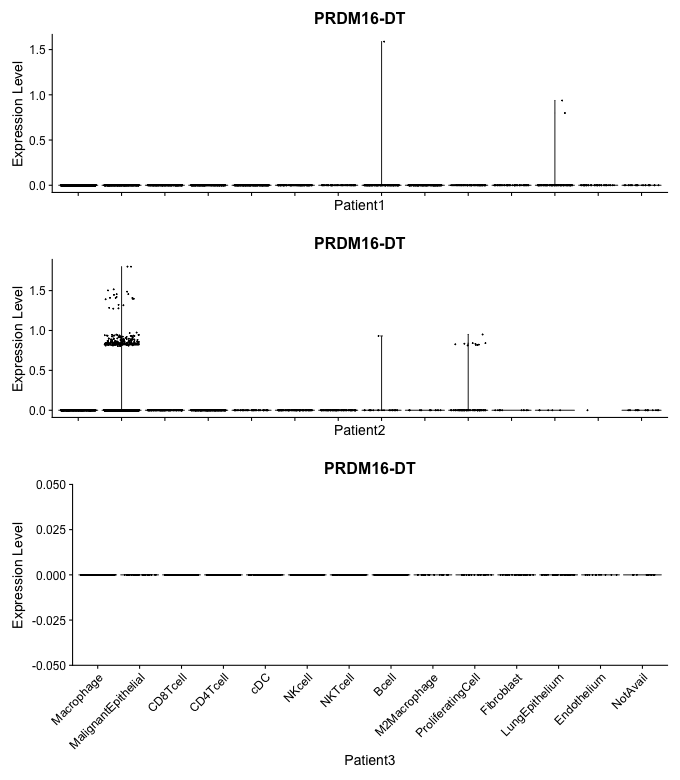 PRDM16-DT
Expression Level
1.5
1.0
0.5
0.0
Patient1
PRDM16-DT
Expression Level
1.5
1.0
0.5
0.0
Patient2
PRDM16-DT
Expression Level
0.050
0.025
0.000
-0.025
-0.050
Macrophage
MalignantEpithelial
CD8Tcell
CD4Tcell
cDC
NKcell
NKTcell
Bcell
M2Macrophage
ProliferatingCell
Fibroblast
LungEpithelium
Endothelium
NotAvail
Patient3